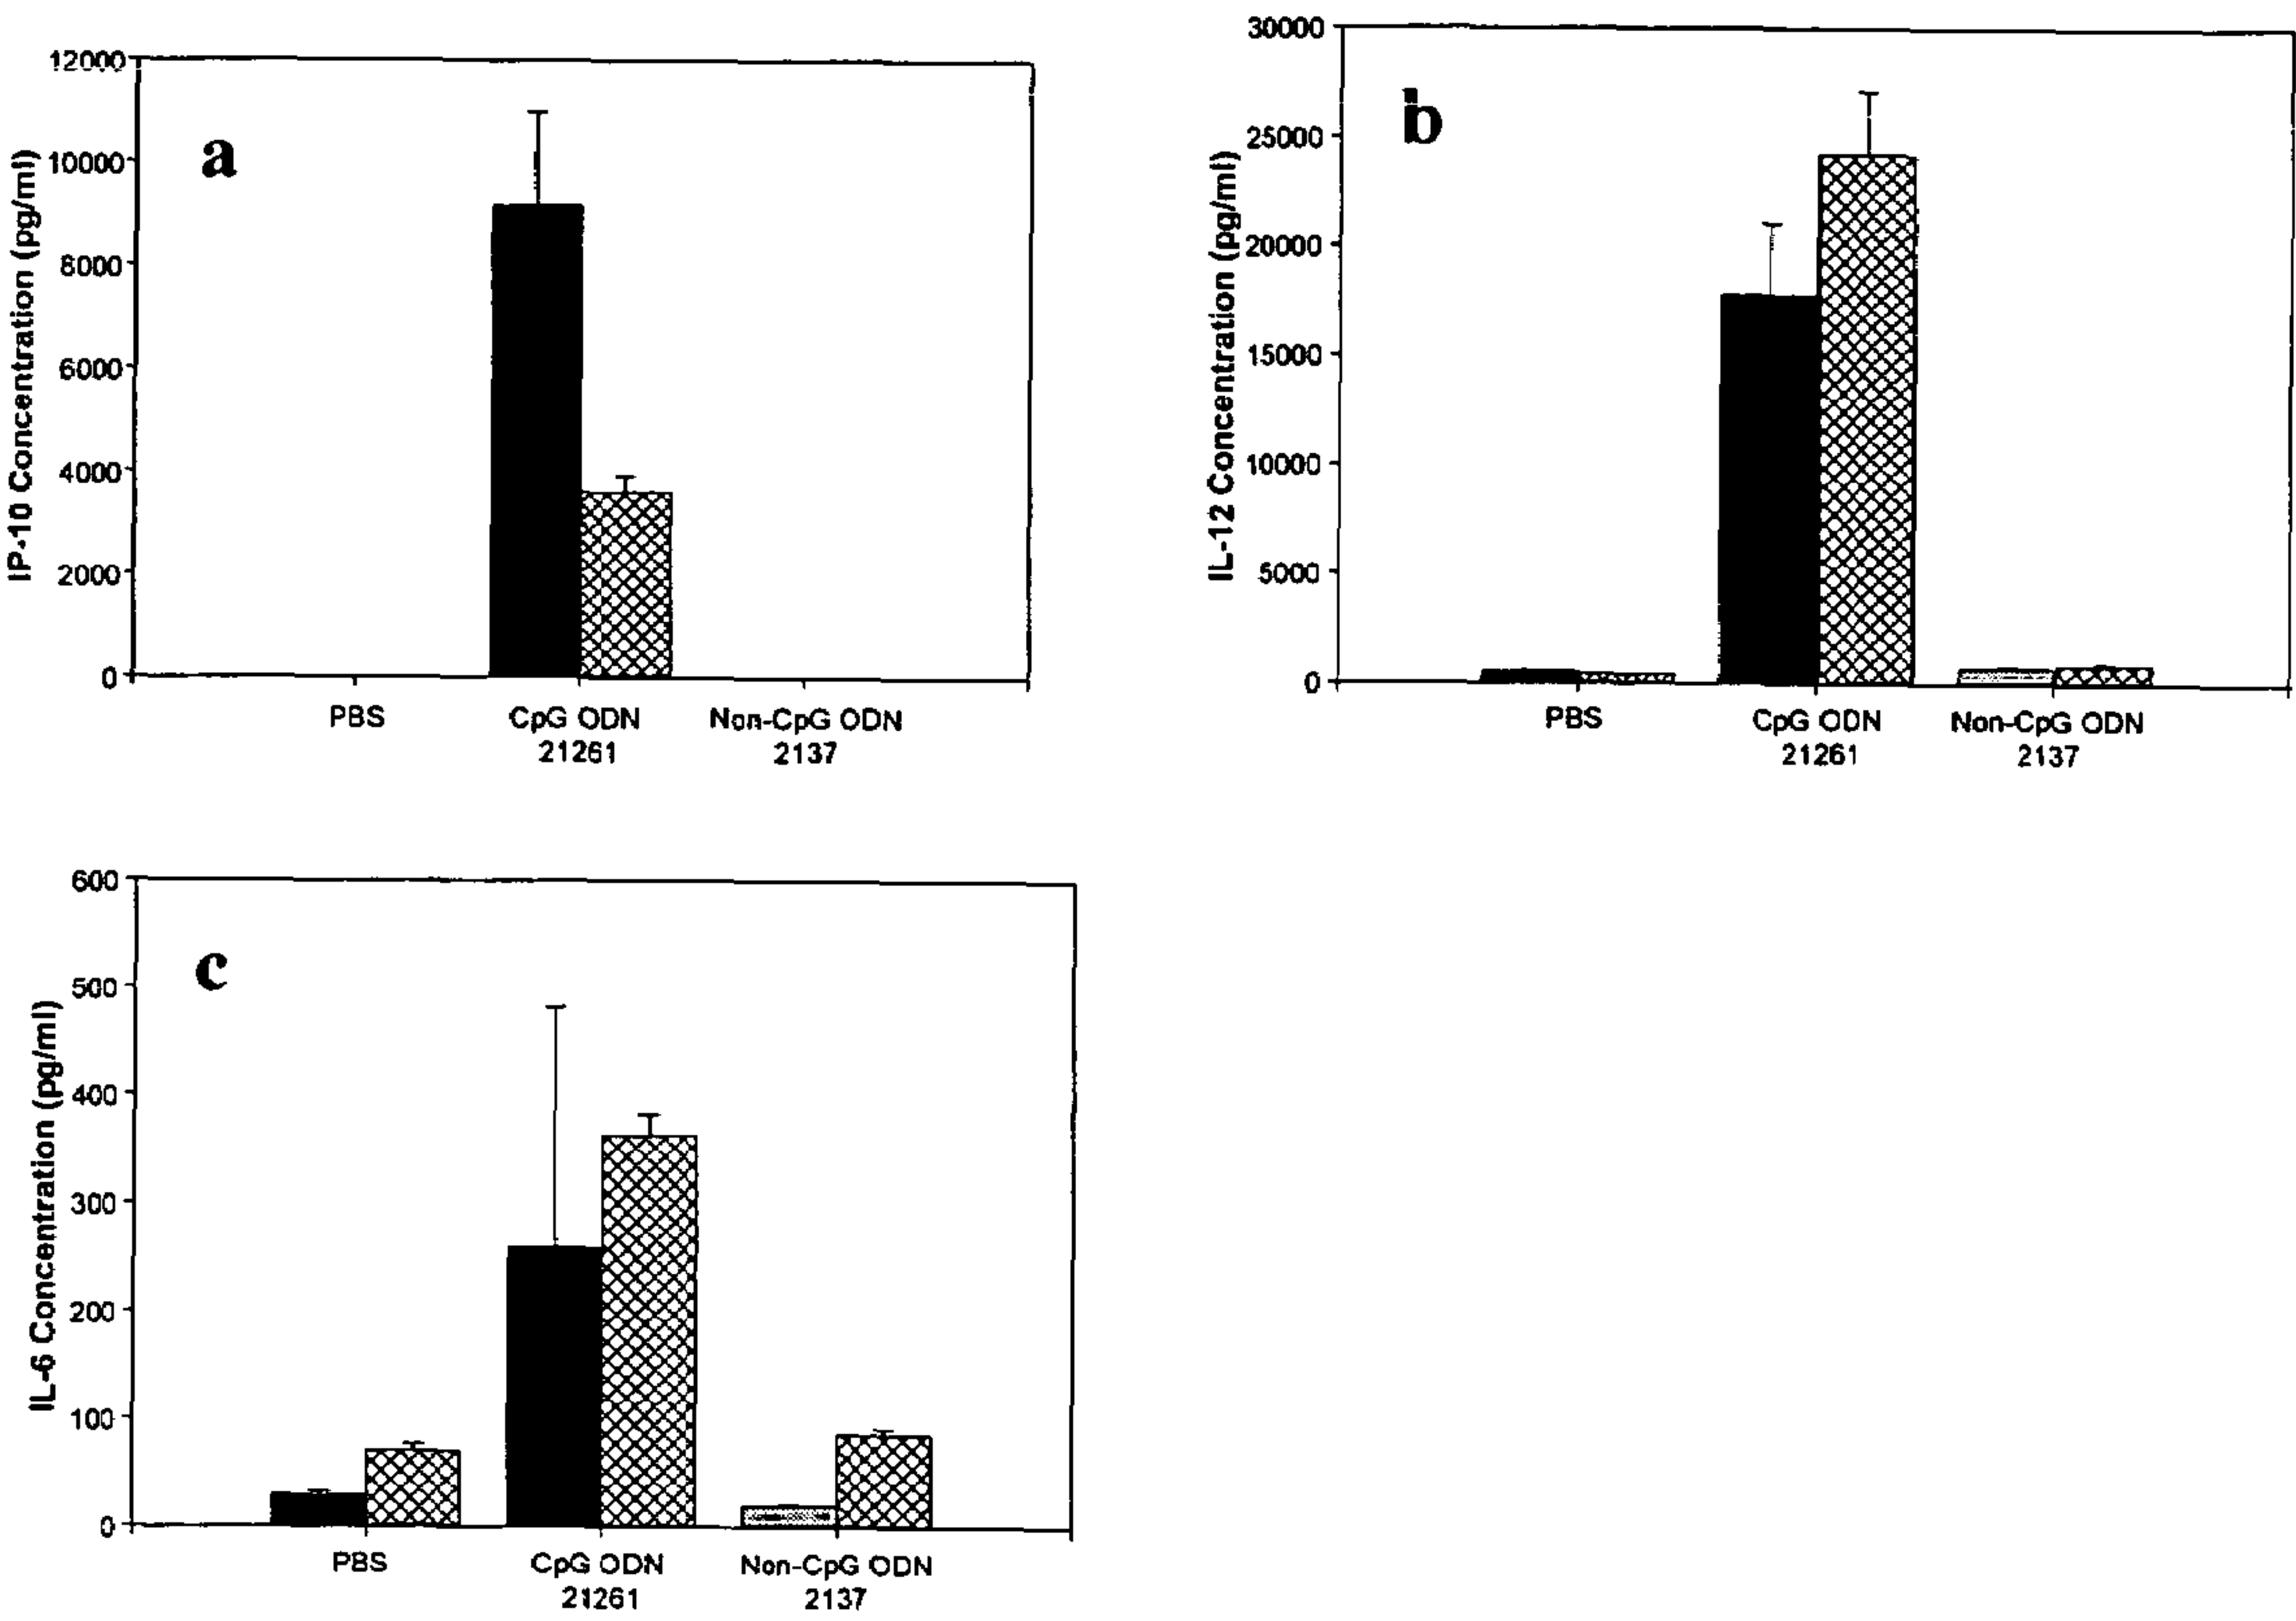 a
IP-10 Concentration (pg/ml)
12000
10000
8000
6000
4000
2000
0
PBS
CpG ODN
21261
Non-CpG ODN
2137
b
IL-12 Concentration (pg/ml)
30000
25000
20000
15000
10000
5000
0
PBS
CpG ODN
21261
Non-CpG ODN
2137
c
IL-6 Concentration (pg/ml)
600
500
400
300
200
100
0
PBS
CpG ODN
21261
Non-CpG ODN
2137